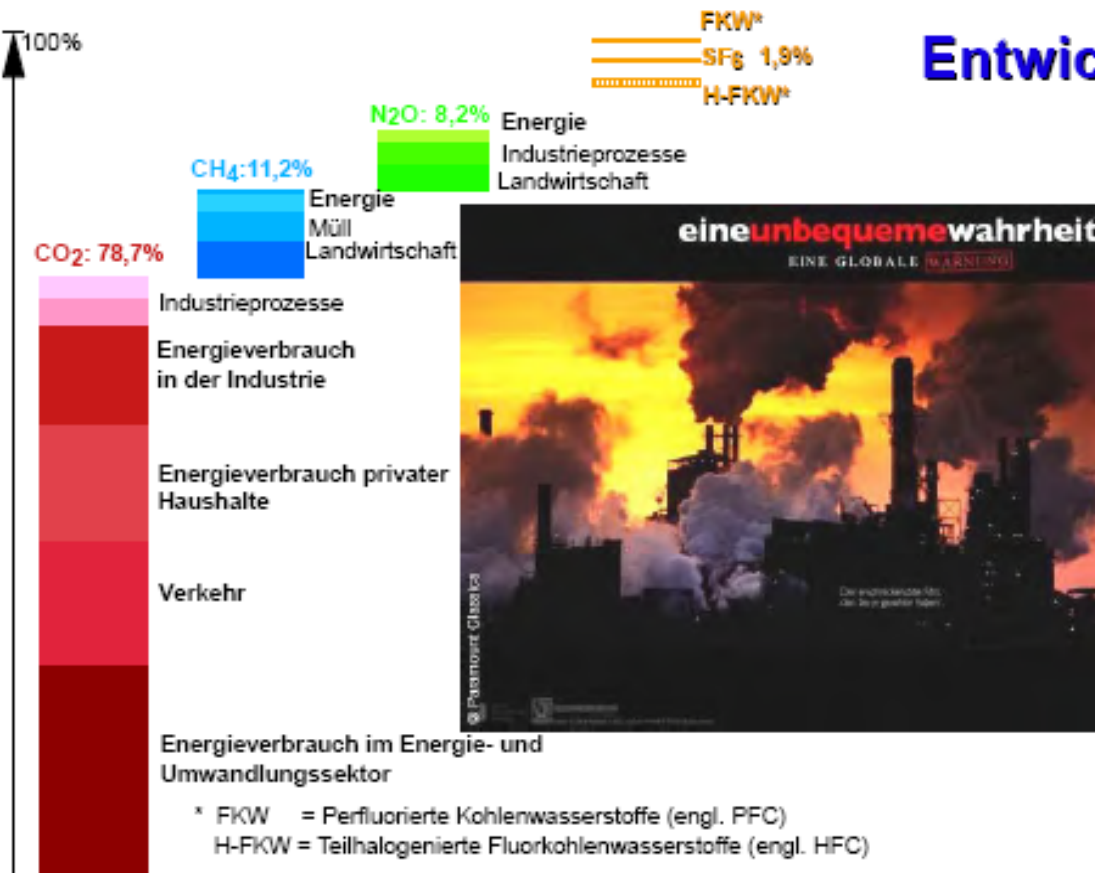 100%
FKW*
SF6 1,9%
H-FKW*
Entwic
N2O: 8,2%
Energie
Industrieprozesse
Landwirtschaft
CH4:11,2%
Energie
Müll
Landwirtschaft
CO2: 78,7%
Industrieprozesse
Energieverbrauch
in der Industrie
Energieverbrauch privater
Haushalte
Verkehr
Energieverbrauch im Energie- und
Umwandlungssektor
eineunbequemewahrheit
EINE GLOBALE WARNUNG
© Paramount Classics
* FKW = Perfluorierte Kohlenwasserstoffe (engl. PFC)
H-FKW = Teilhalogenierte Fluorkohlenwasserstoffe (engl. HFC)